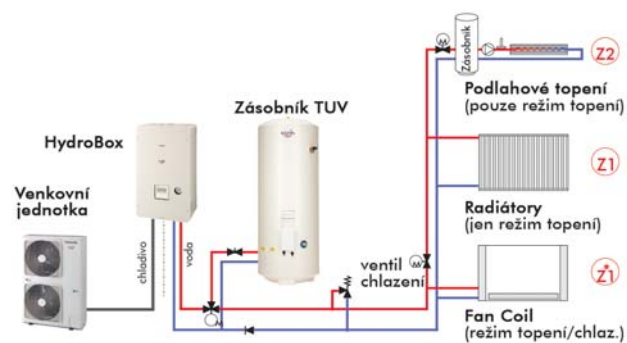 Zásobník
Z2
Podlahové topení
(pouze režim topení)
Zásobník TUV
HydroBox
Z1
Venkovní
jednotka
chladivo
voda
Radiátory
(jen režim topení)
ventil
chlazení
Z*1
Fan Coil
(režim topení/chlaz.)